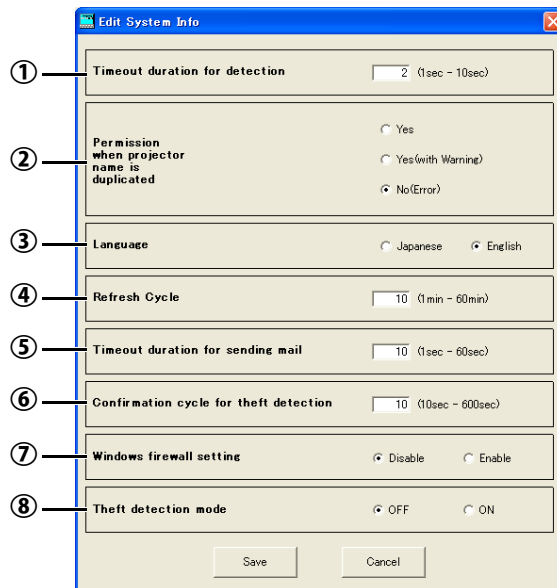 Edit System Info
① Timeout duration for detection 2 (1sec - 10sec)
② Permission
when projector
name is
duplicated
Yes
Yes(with Warning)
No(Error)
③ Language Japanese English
④ Refresh Cycle 10 (1min - 60min)
⑤ Timeout duration for sending mail 10 (1sec - 60sec)
⑥ Confirmation cycle for theft detection 10 (10sec - 600sec)
⑦ Windows firewall setting Disable Enable
⑧ Theft detection mode OFF ON
Save Cancel